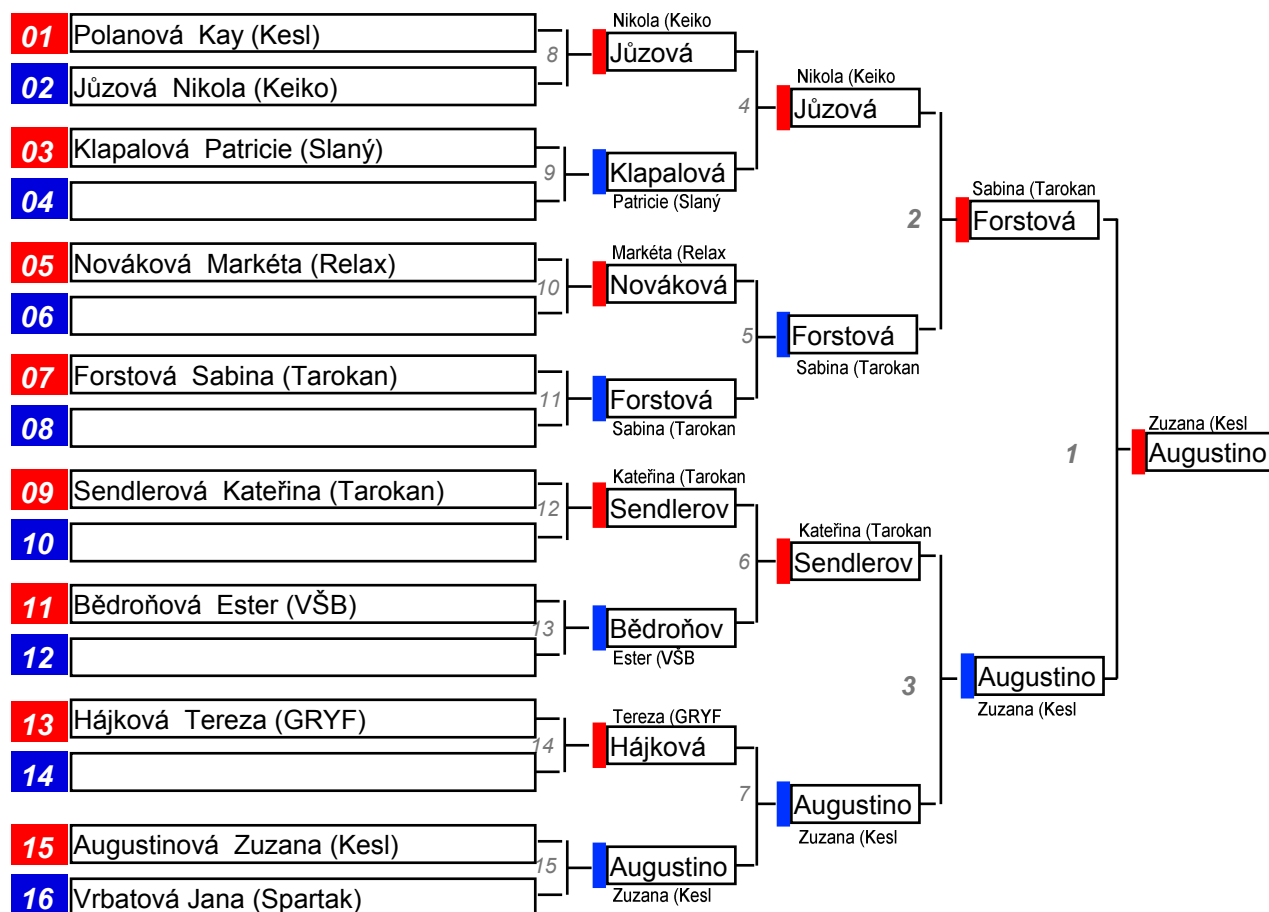 01 Polanová  Kay (Kesl)
02 Jůzová  Nikola (Keiko)
03 Klapalová  Patricie (Slaný)
04
05 Nováková  Markéta (Relax)
06
07 Forstová  Sabina (Tarokan)
08
09 Sendlerová  Kateřina (Tarokan)
10
11 Bědroňová  Ester (VŠB)
12
13 Hájková  Tereza (GRYF)
14
15 Augustinová  Zuzana (Kesl)
16 Vrbatová Jana (Spartak)
8
9
10
11
12
13
14
15
Nikola (Keiko
Jůzová
Klapalová
Patricie (Slaný
Markéta (Relax
Nováková
Forstová
Sabina (Tarokan
Kateřina (Tarokan
Sendlerov
Bědroňov
Ester (VŠB
Tereza (GRYF
Hájková
Augustino
Zuzana (Kesl
4
5
6
7
Nikola (Keiko
Jůzová
Forstová
Sabina (Tarokan
Kateřina (Tarokan
Sendlerov
Augustino
Zuzana (Kesl
2
3
Sabina (Tarokan
Forstová
Augustino
Zuzana (Kesl
1
Zuzana (Kesl
Augustino